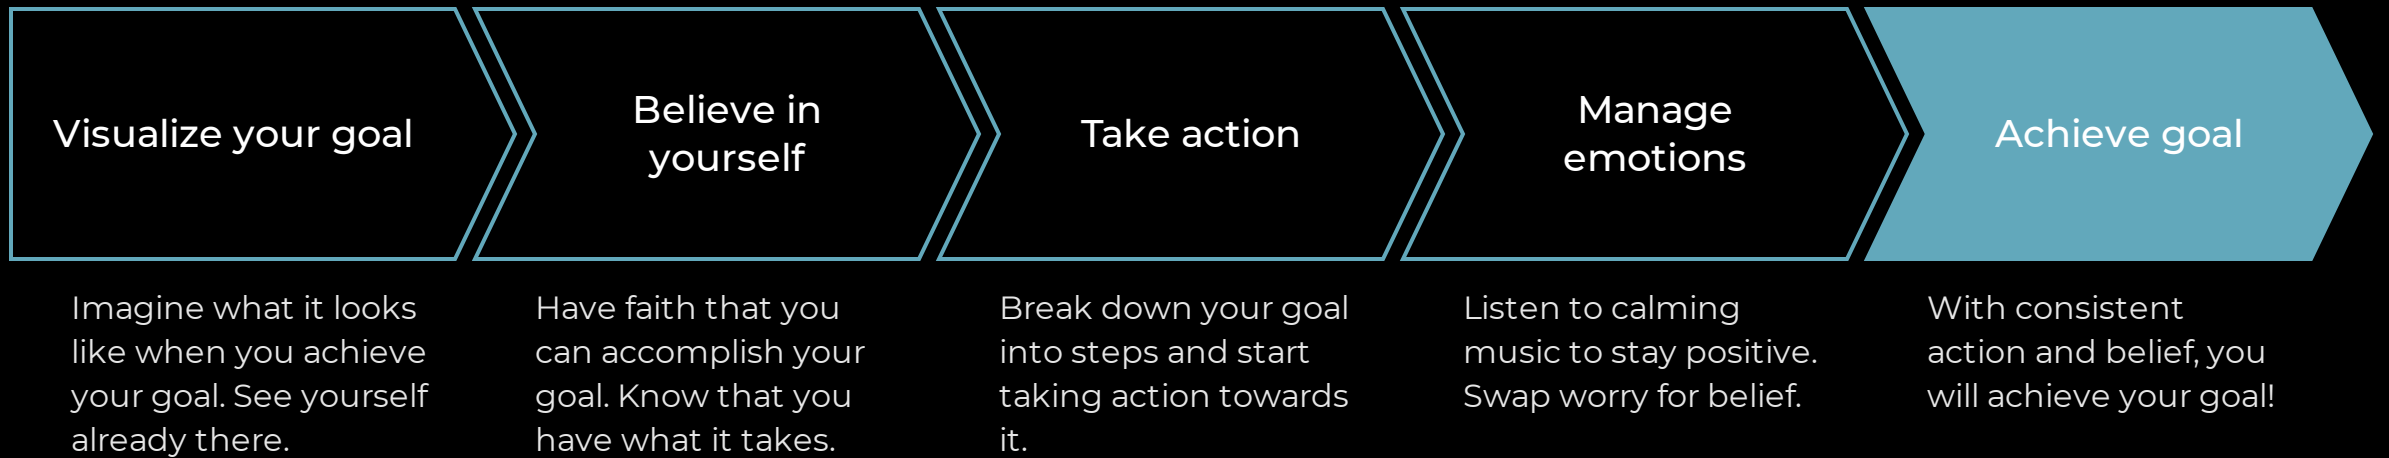 Visualize your goal
Believe in
yourself
Take action
Manage
emotions
Achieve goal
Imagine what it looks
like when you achieve
your goal. See yourself
already there.
Have faith that you
can accomplish your
goal. Know that you
have what it takes.
Break down your goal
into steps and start
taking action towards
it.
Listen to calming
music to stay positive.
Swap worry for belief.
With consistent
action and belief, you
will achieve your goal!